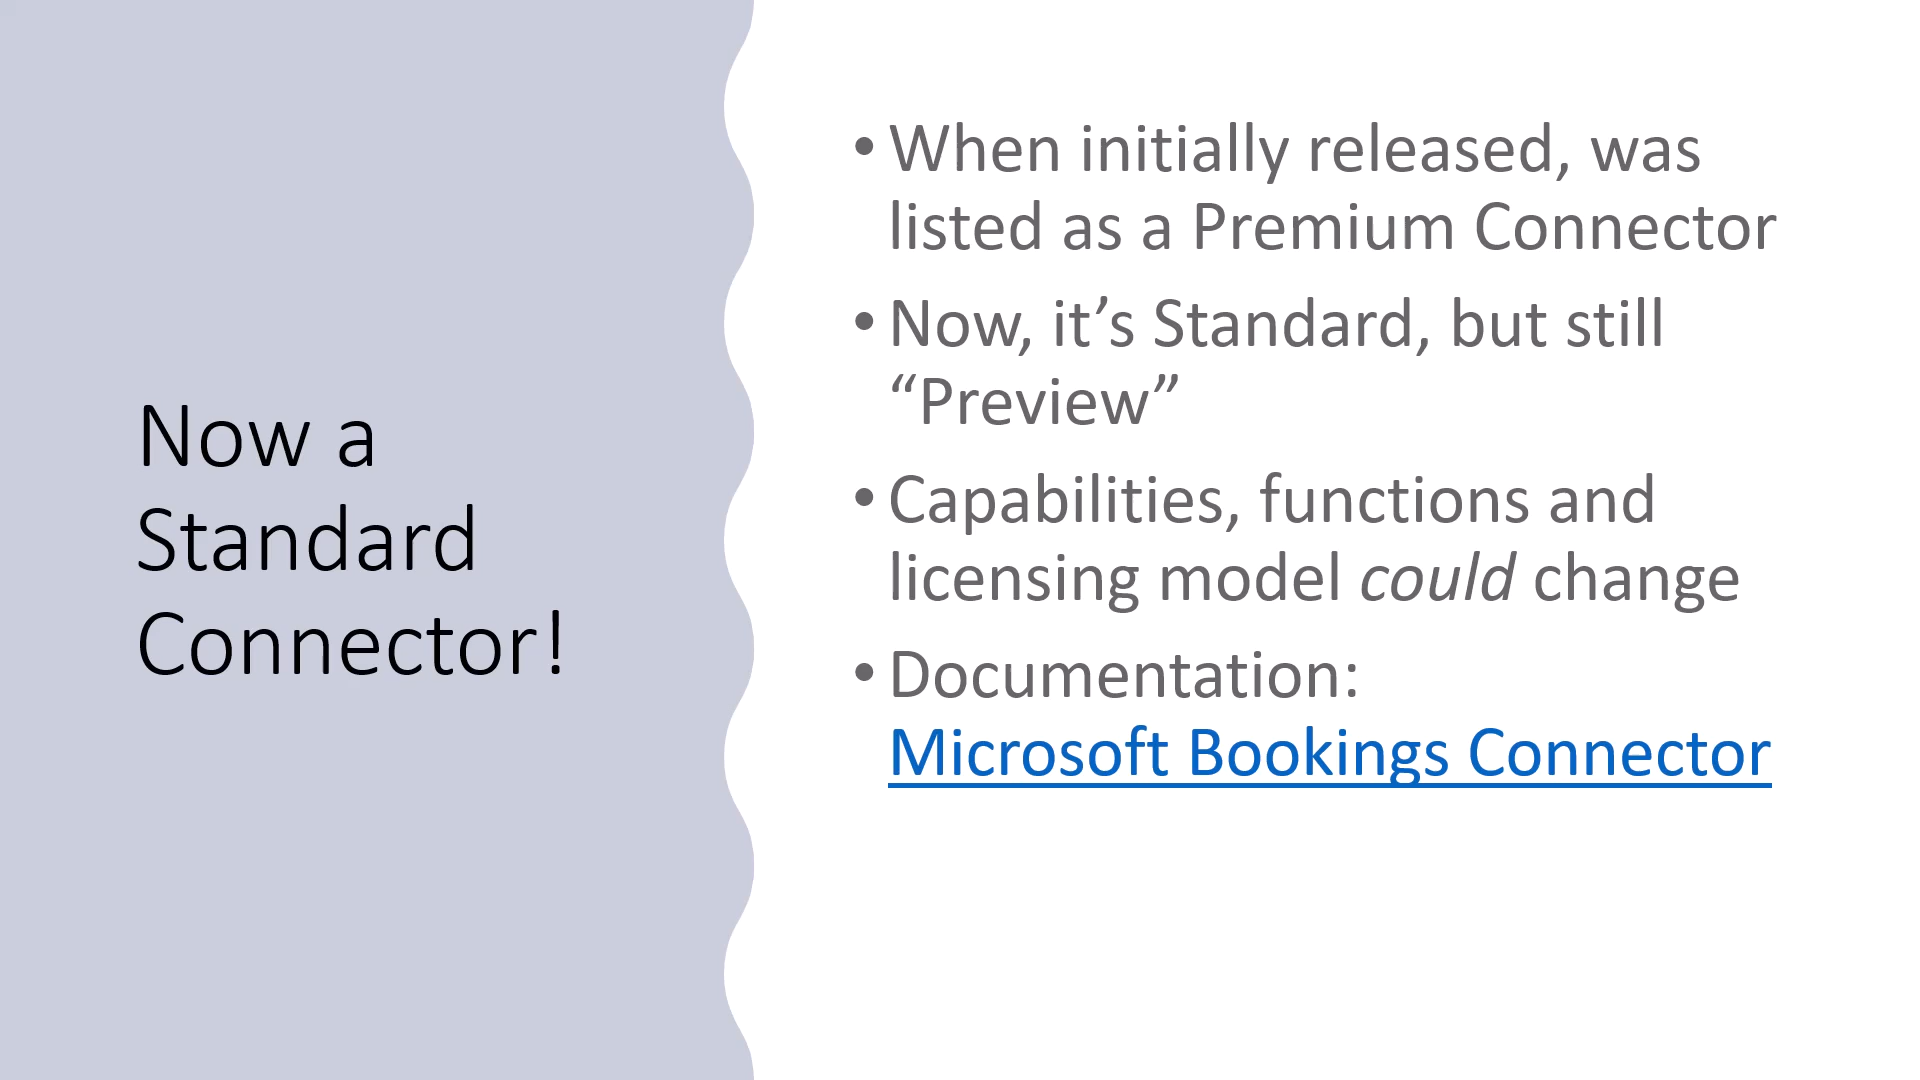 Now a
Standard
Connector!
• When initially released, was
listed as a Premium Connector
• Now, it’s Standard, but still
“Preview”
• Capabilities, functions and
licensing model could change
• Documentation:
Microsoft Bookings Connector